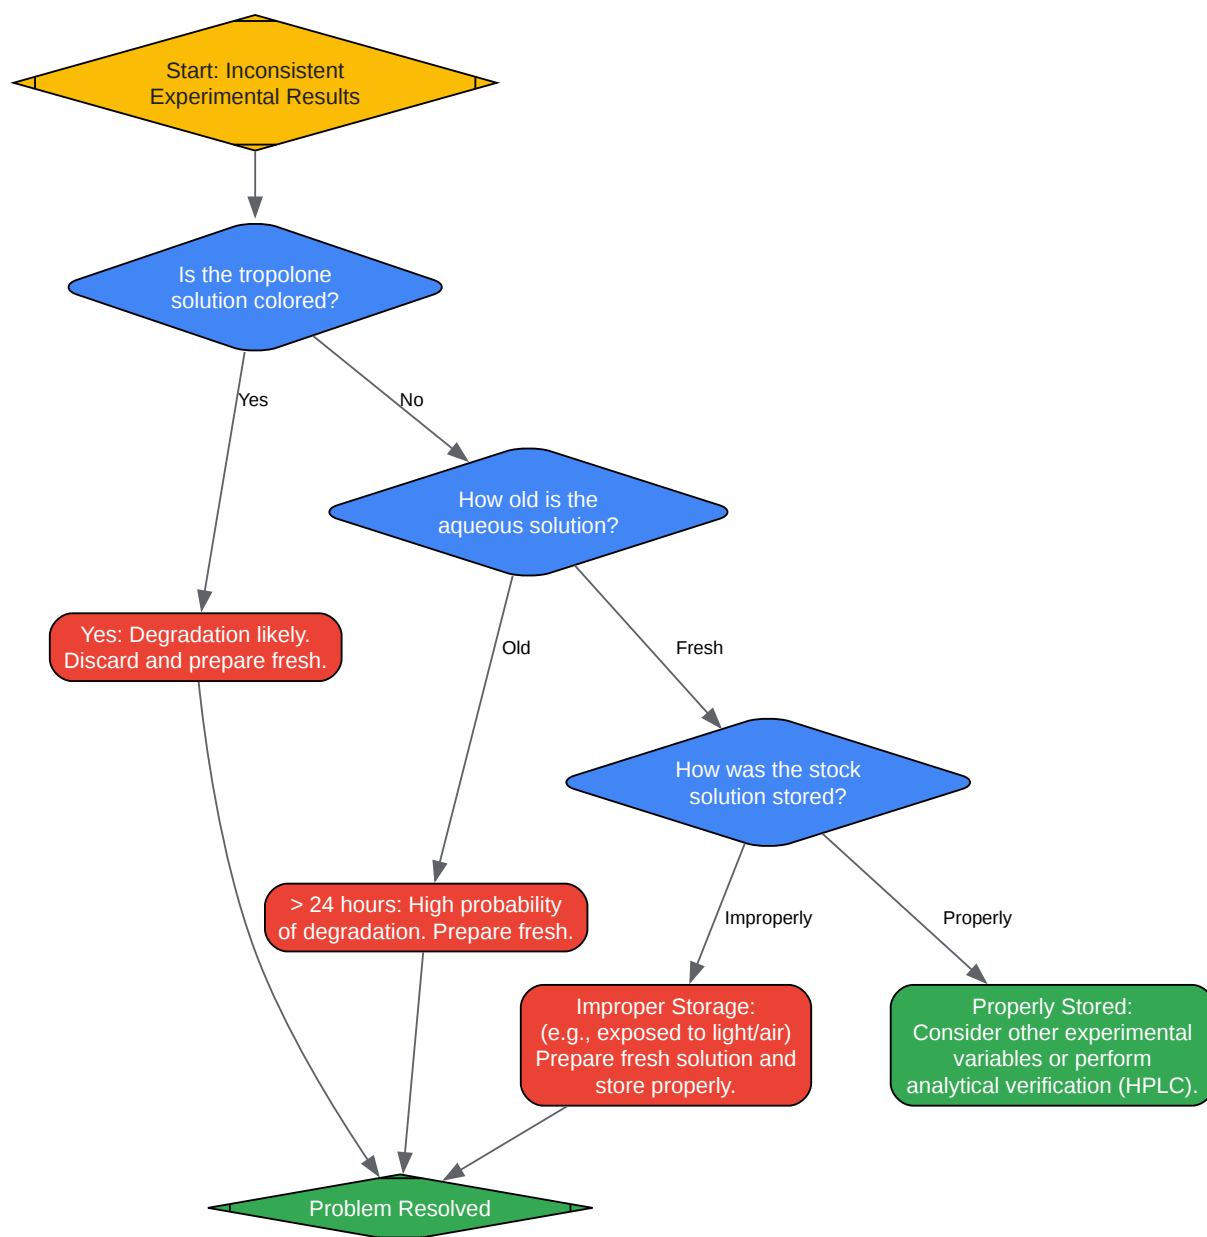 Start: Inconsistent
Experimental Results
Is the tropolone
solution colored?
Yes
No
How old is the
aqueous solution?
Yes: Degradation likely.
Discard and prepare fresh.
Old
Fresh
How was the stock
solution stored?
> 24 hours: High probability
of degradation. Prepare fresh.
Improperly
Properly
Improper Storage:
(e.g., exposed to light/air)
Prepare fresh solution and
store properly.
Properly Stored:
Consider other experimental
variables or perform
analytical verification (HPLC).
Problem Resolved